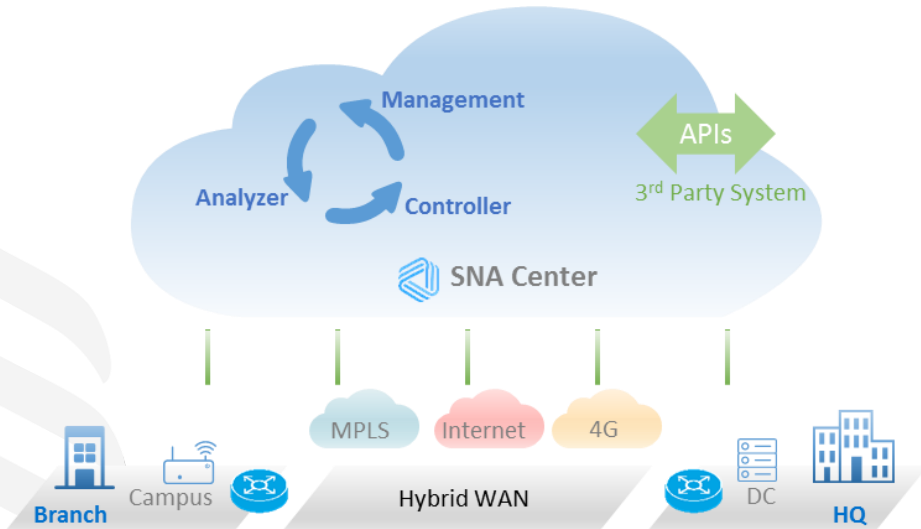 Management
APIs
Analyzer
Controller
3rd Party System
SNA Center
MPLS
Internet
4G
Campus
Hybrid WAN
DC
Branch
HQ